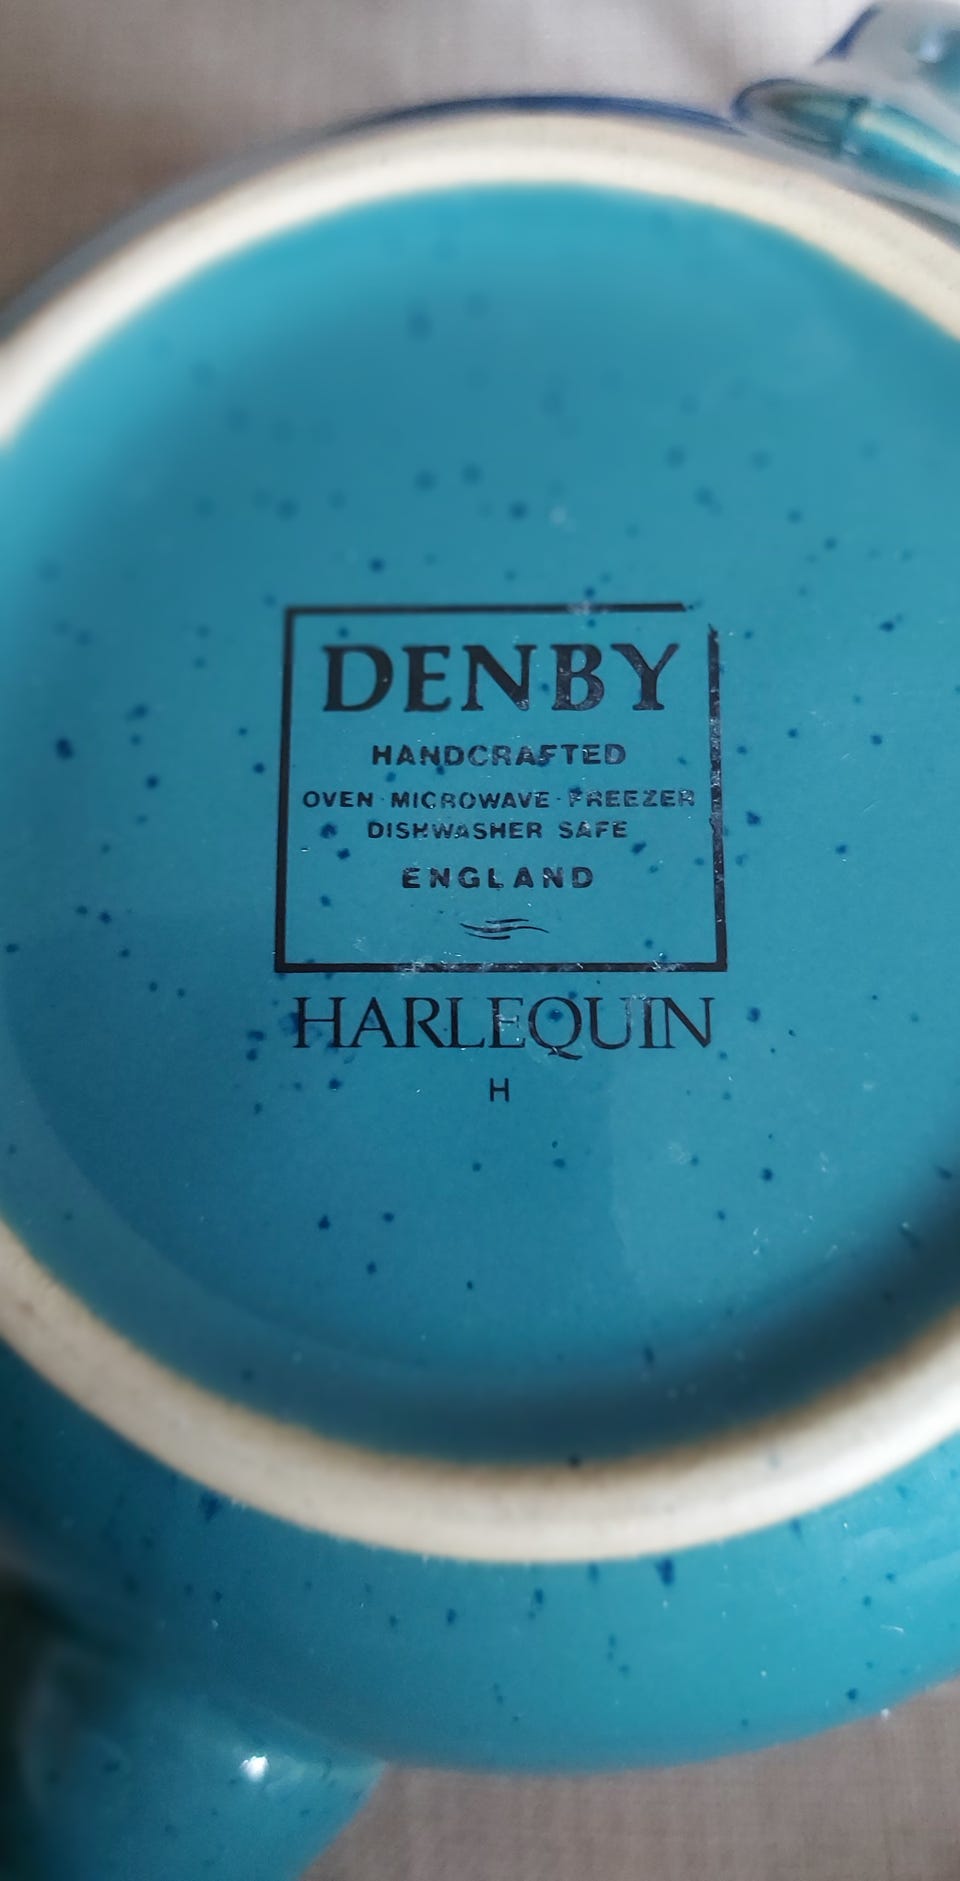 DENBY
HANDCRAFTED
OVEN · MICROWAVE · FREEZER
DISHWASHER SAFE
ENGLAND
HARLEQUIN
H